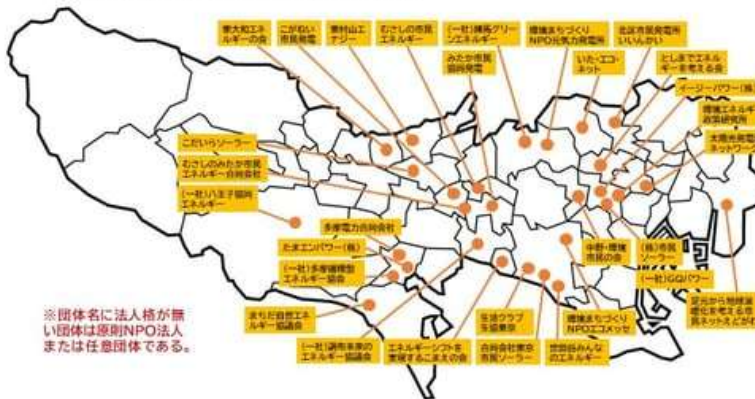 東大和エネ
ルギーの会
こがねい
市民発電
東村山エ
ナジー
むさしの市民
エネルギー
(一社)練馬グリー
ンエネルギー
環境まちづくり
NPO元気力発電所
北区市民発電所
いいんかい
みたか市民
協同発電
いた・エコ・
ネット
としまでエネル
ギーを考える会
イージーパワー(株)
環境エネルギー
政策研究所
太陽光発電
ネットワーク
こだいらソーラー
むさしのみたか市民
エネルギー合同会社
(一社)八王子協同
エネルギー
多摩電力合同会社
たまエンパワー(株)
(一社)多摩循環型
エネルギー協会
まちだ自然エネ
ルギー協議会
(一社)調布未来の
エネルギー協議会
エネルギーシフトを
実現するこまえの会
生活クラブ
生協東京
合同会社東京
市民ソーラー
環境まちづくり
NPOエコメッセ
世田谷みんな
のエネルギー
中野・環境
市民の会
(株)市民
ソーラー
(一社)GQパワー
足元から地球温
暖化を考える市
民ネットえどがわ
※団体名に法人格が無
い団体は原則NPO法人
または任意団体である。